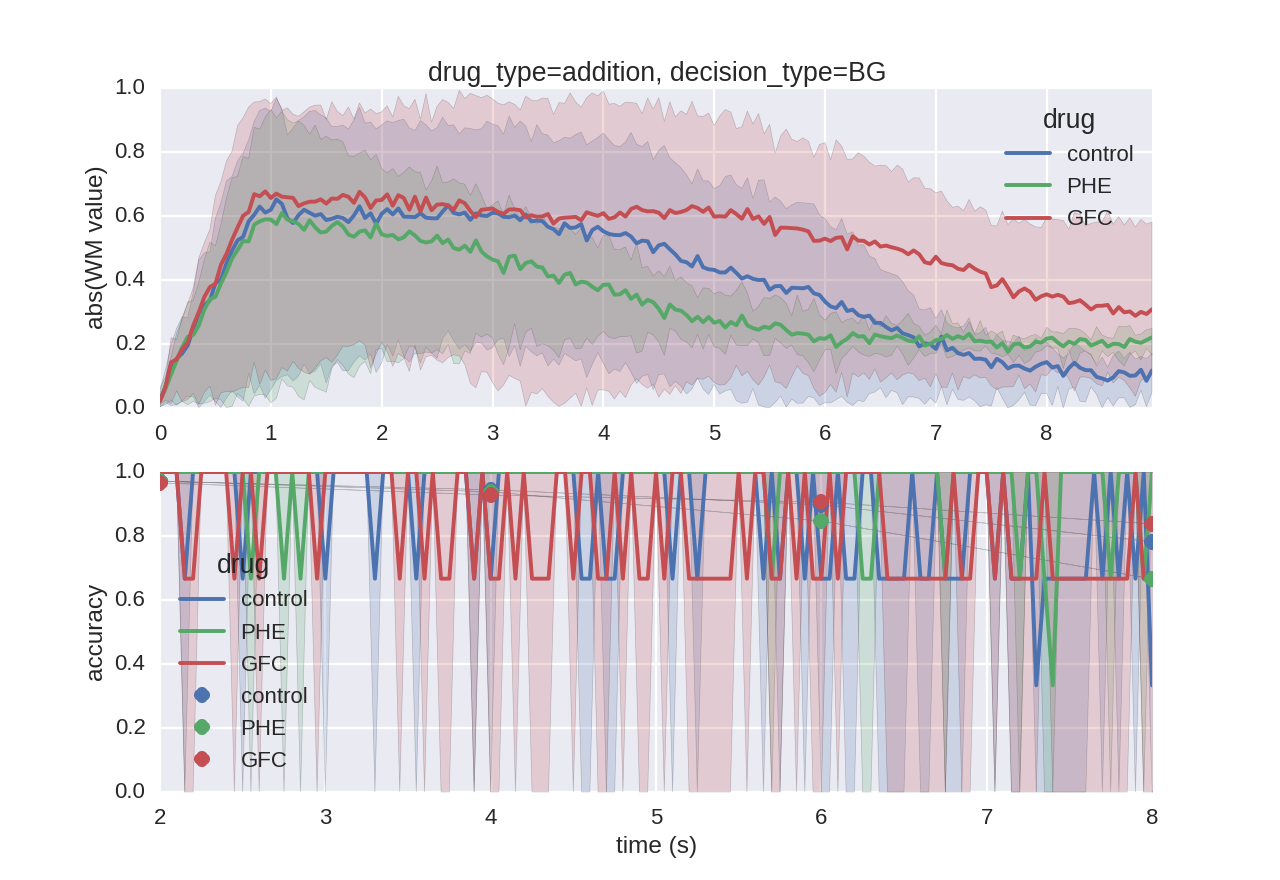 drug_type=addition, decision_type=BG
abs(WM value)
1.0
0.8
0.6
0.4
0.2
0.0
0 1 2 3 4 5 6 7 8
drug
control
PHE
GFC
accuracy
1.0
0.8
0.6
0.4
0.2
0.0
drug
control
PHE
GFC
control
PHE
GFC
2 3 4 5 6 7 8
time (s)